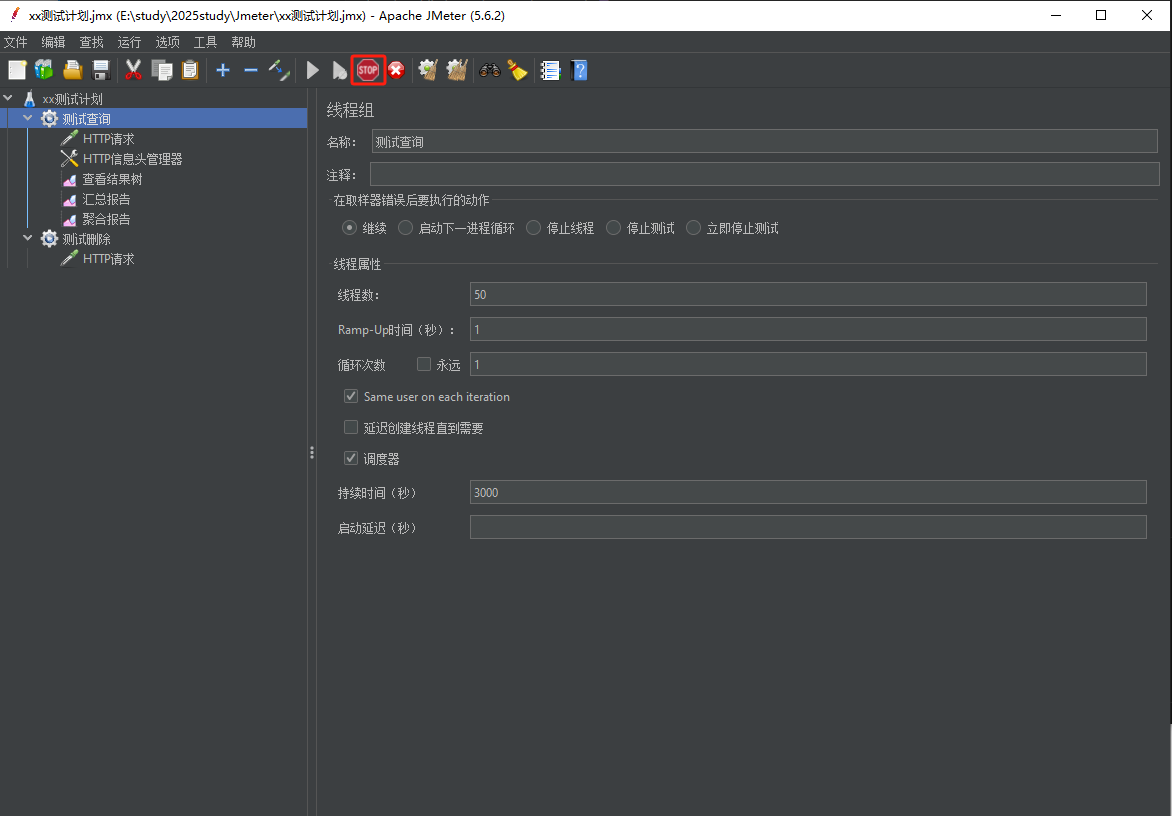 xx测试计划.jmx (E:\study\2025study\Jmeter\xx测试计划.jmx) - Apache JMeter (5.6.2)
文件 编辑 查找 运行 选项 工具 帮助
STOP
xx测试计划
测试查询
HTTP请求
HTTP信息头管理器
查看结果树
汇总报告
聚合报告
测试删除
HTTP请求
线程组
名称： 测试查询
注释：
在取样器错误后要执行的动作
继续 启动下一进程循环 停止线程 停止测试 立即停止测试
线程属性
线程数： 50
Ramp-Up时间（秒）： 1
循环次数 永远 1
Same user on each iteration
延迟创建线程直到需要
调度器
持续时间（秒） 3000
启动延迟（秒）